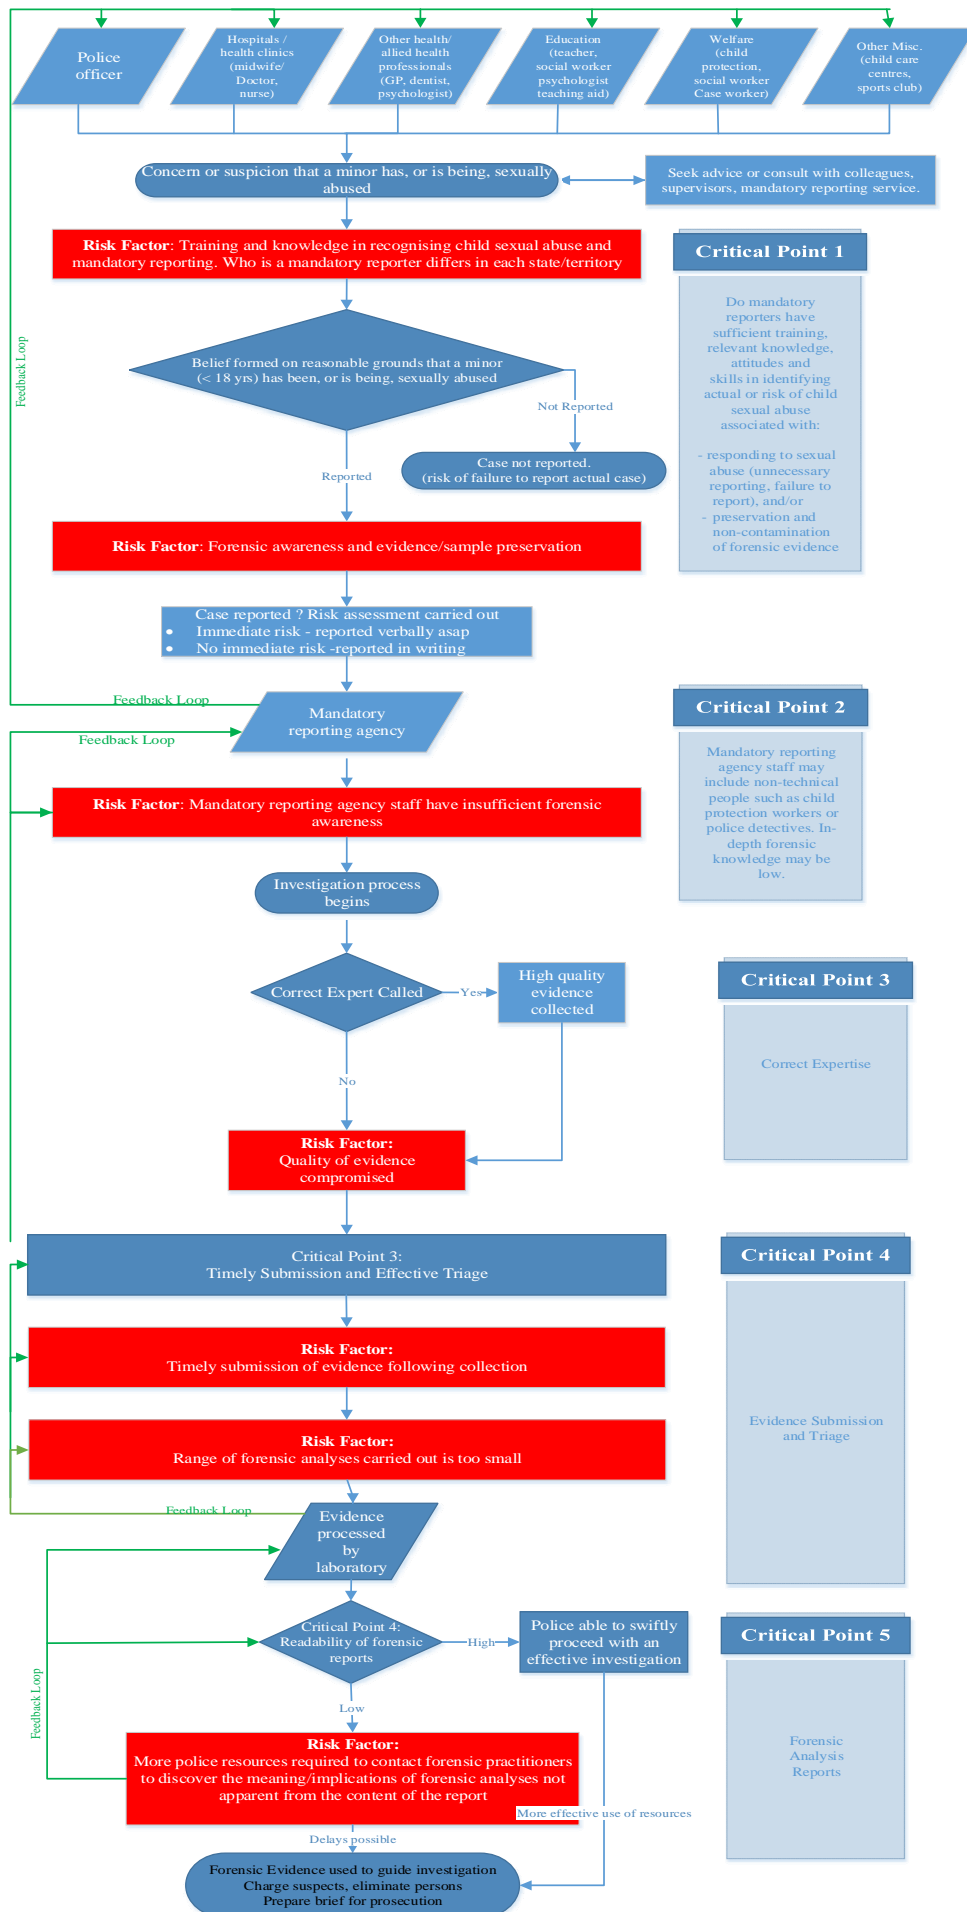 Police
officer
Hospitals /
health clinics
(midwife/
Doctor,
nurse)
Other health/
allied health
professionals
(GP, dentist,
psychologist)
Education
(teacher,
social worker
psychologist
teaching aid)
Welfare
(child
protection,
social worker
Case worker)
Other Misc.
(child care
centres,
sports club)
Concern or suspicion that a minor has, or is being, sexually
abused
Seek advice or consult with colleagues,
supervisors, mandatory reporting service.
Risk Factor: Training and knowledge in recognising child sexual abuse and
mandatory reporting. Who is a mandatory reporter differs in each state/territory
Critical Point 1
Do mandatory
reporters have
sufficient training,
relevant knowledge,
attitudes and
skills in identifying
actual or risk of child
sexual abuse
associated with:
- responding to sexual
abuse (unnecessary
reporting, failure to
report), and/or
- preservation and
non-contamination
of forensic evidence
Feedback Loop
Belief formed on reasonable grounds that a minor
(< 18 yrs) has been, or is being, sexually abused
Not Reported
Case not reported.
(risk of failure to report actual case)
Reported
Risk Factor: Forensic awareness and evidence/sample preservation
Case reported ? Risk assessment carried out
• Immediate risk - reported verbally asap
• No immediate risk -reported in writing
Feedback Loop
Mandatory
reporting agency
Feedback Loop
Critical Point 2
Mandatory reporting
agency staff may
include non-technical
people such as child
protection workers or
police detectives. In-
depth forensic
knowledge may be
low.
Risk Factor: Mandatory reporting agency staff have insufficient forensic
awareness
Investigation process
begins
Correct Expert Called
Yes
High quality
evidence
collected
Critical Point 3
Correct Expertise
No
Risk Factor:
Quality of evidence
compromised
Critical Point 3:
Timely Submission and Effective Triage
Critical Point 4
Evidence Submission
and Triage
Risk Factor:
Timely submission of evidence following collection
Risk Factor:
Range of forensic analyses carried out is too small
Feedback Loop
Evidence
processed
by
laboratory
Critical Point 4:
Readability of forensic
reports
High
Police able to swiftly
proceed with an
effective investigation
Critical Point 5
Forensic
Analysis
Reports
Feedback Loop
Low
Risk Factor:
More police resources required to contact forensic practitioners
to discover the meaning/implications of forensic analyses not
apparent from the content of the report
More effective use of resources
Delays possible
Forensic Evidence used to guide investigation
Charge suspects, eliminate persons
Prepare brief for prosecution